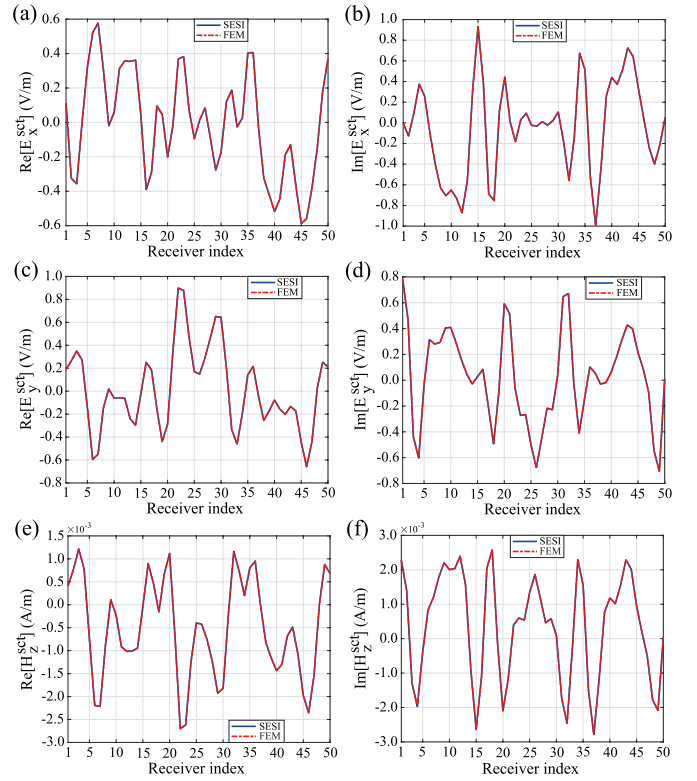 (a)
Re[E_x^sct] (V/m)
0.6
0.4
0.2
0.0
-0.2
-0.4
-0.6
SESI
FEM
1 5 10 15 20 25 30 35 40 45 50
Receiver index
(b)
Im[E_x^sct] (V/m)
1.0
0.8
0.6
0.4
0.2
0.0
-0.2
-0.4
-0.6
-0.8
-1.0
SESI
FEM
1 5 10 15 20 25 30 35 40 45 50
Receiver index
(c)
Re[E_y^sct] (V/m)
1.0
0.8
0.6
0.4
0.2
0.0
-0.2
-0.4
-0.6
-0.8
SESI
FEM
1 5 10 15 20 25 30 35 40 45 50
Receiver index
(d)
Im[E_y^sct] (V/m)
0.8
0.6
0.4
0.2
0.0
-0.2
-0.4
-0.6
-0.8
SESI
FEM
1 5 10 15 20 25 30 35 40 45 50
Receiver index
(e)
×10⁻³
Re[H_z^sct] (A/m)
1.5
1.0
0.5
0.0
-0.5
-1.0
-1.5
-2.0
-2.5
-3.0
SESI
FEM
1 5 10 15 20 25 30 35 40 45 50
Receiver index
(f)
×10⁻³
Im[H_z^sct] (A/m)
3.0
2.0
1.0
0.0
-1.0
-2.0
-3.0
SESI
FEM
1 5 10 15 20 25 30 35 40 45 50
Receiver index